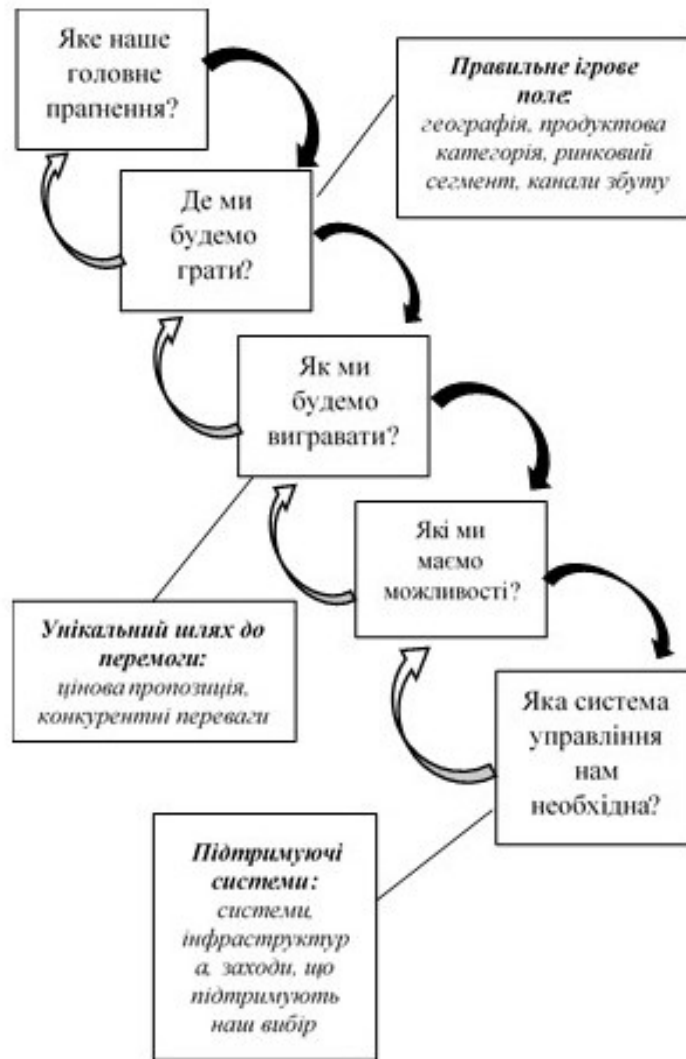 Яке наше
головне
прагнення?
Правильне ігрове
поле:
географія, продуктова
категорія, ринковий
сегмент, канали збуту
Де ми
будемо
грати?
Як ми
будемо
вигравати?
Які ми
маємо
можливості?
Унікальний шлях до
перемоги:
цінова пропозиція,
конкурентні переваги
Яка система
управління
нам
необхідна?
Підтримуючі
системи:
системи,
інфраструктур
а, заходи, що
підтримують
наш вибір